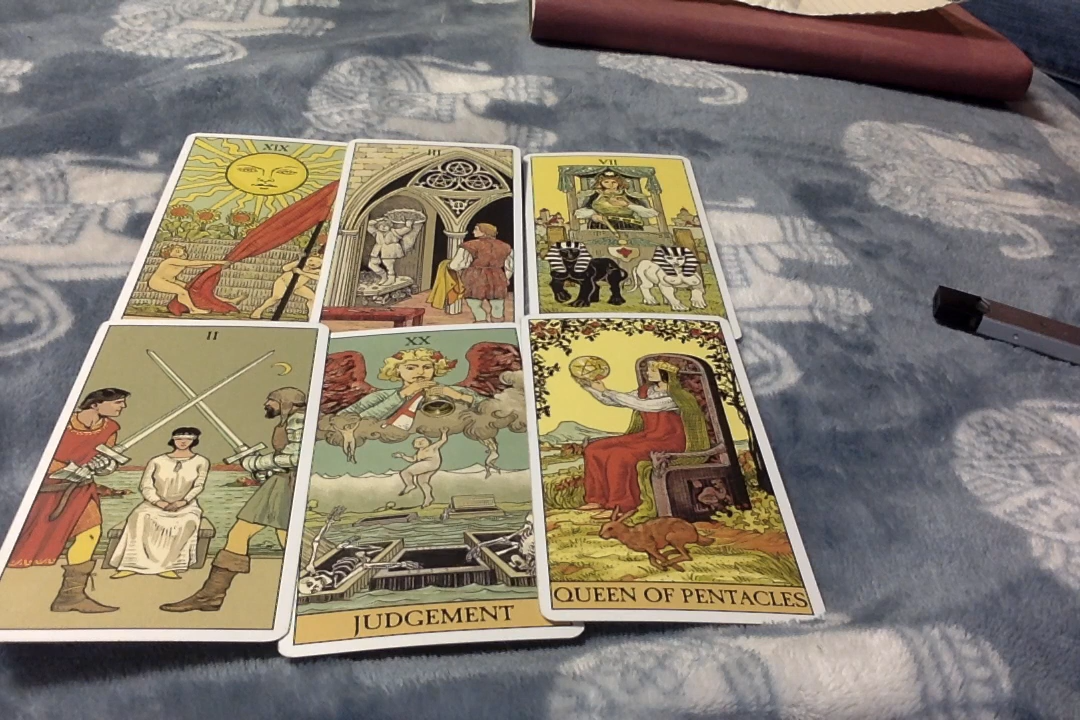 XIX
III
VII
II
XX
JUDGEMENT
QUEEN OF PENTACLES